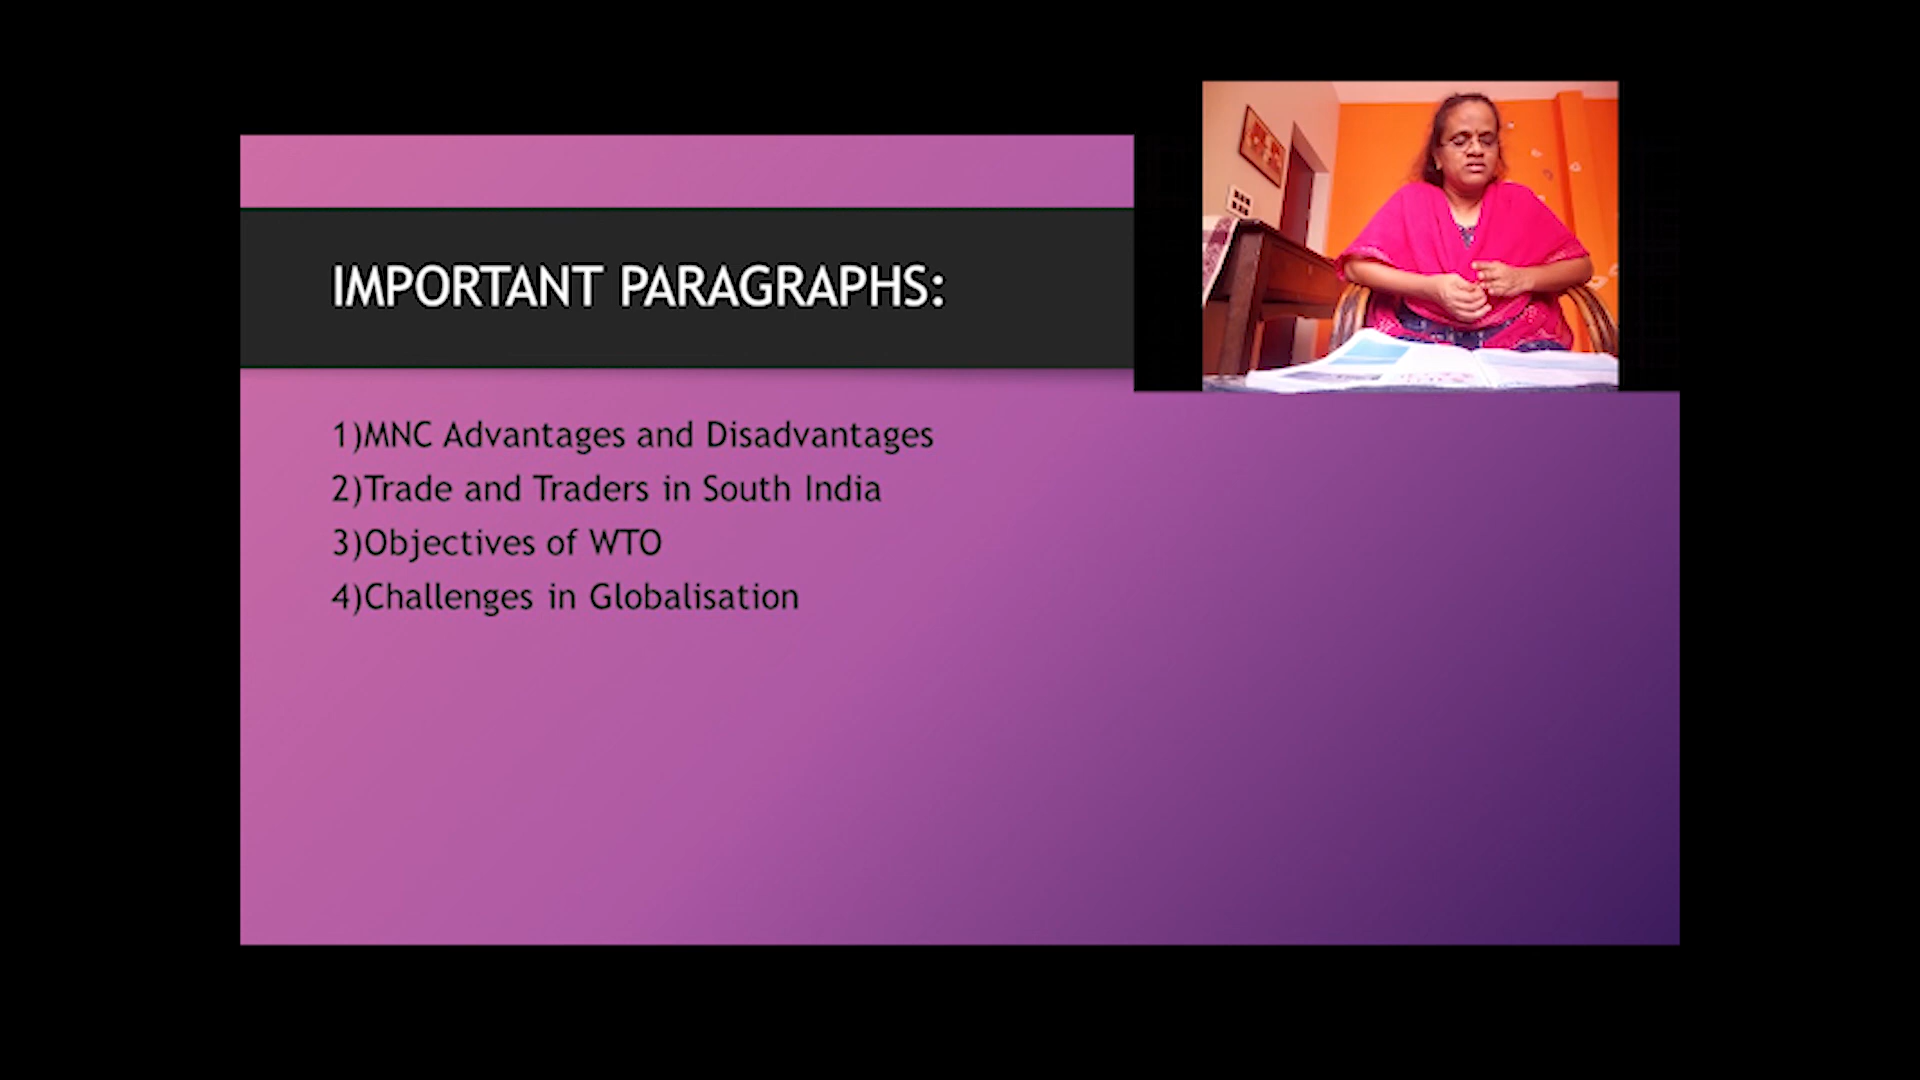 IMPORTANT PARAGRAPHS:
1)MNC Advantages and Disadvantages
2)Trade and Traders in South India
3)Objectives of WTO
4)Challenges in Globalisation